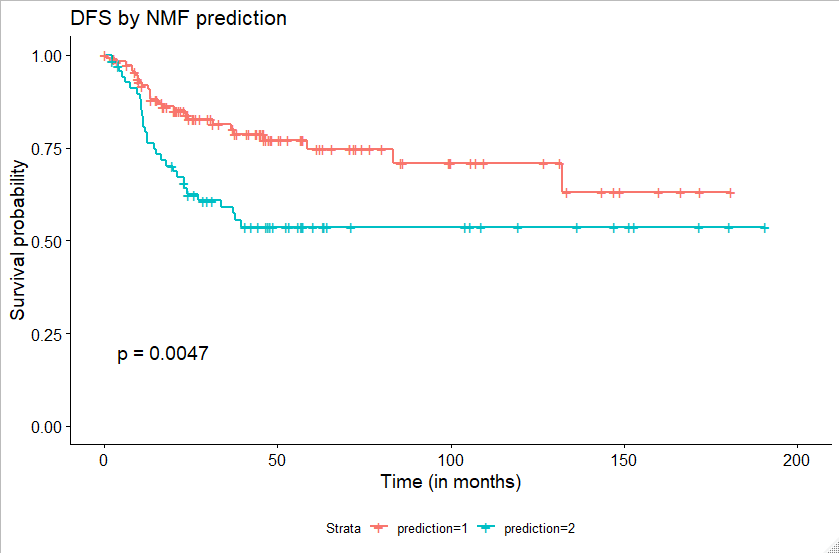 DFS by NMF prediction
Survival probability
1.00
0.75
0.50
0.25
0.00
p = 0.0047
0 50 100 150 200
Time (in months)
Strata prediction=1 prediction=2